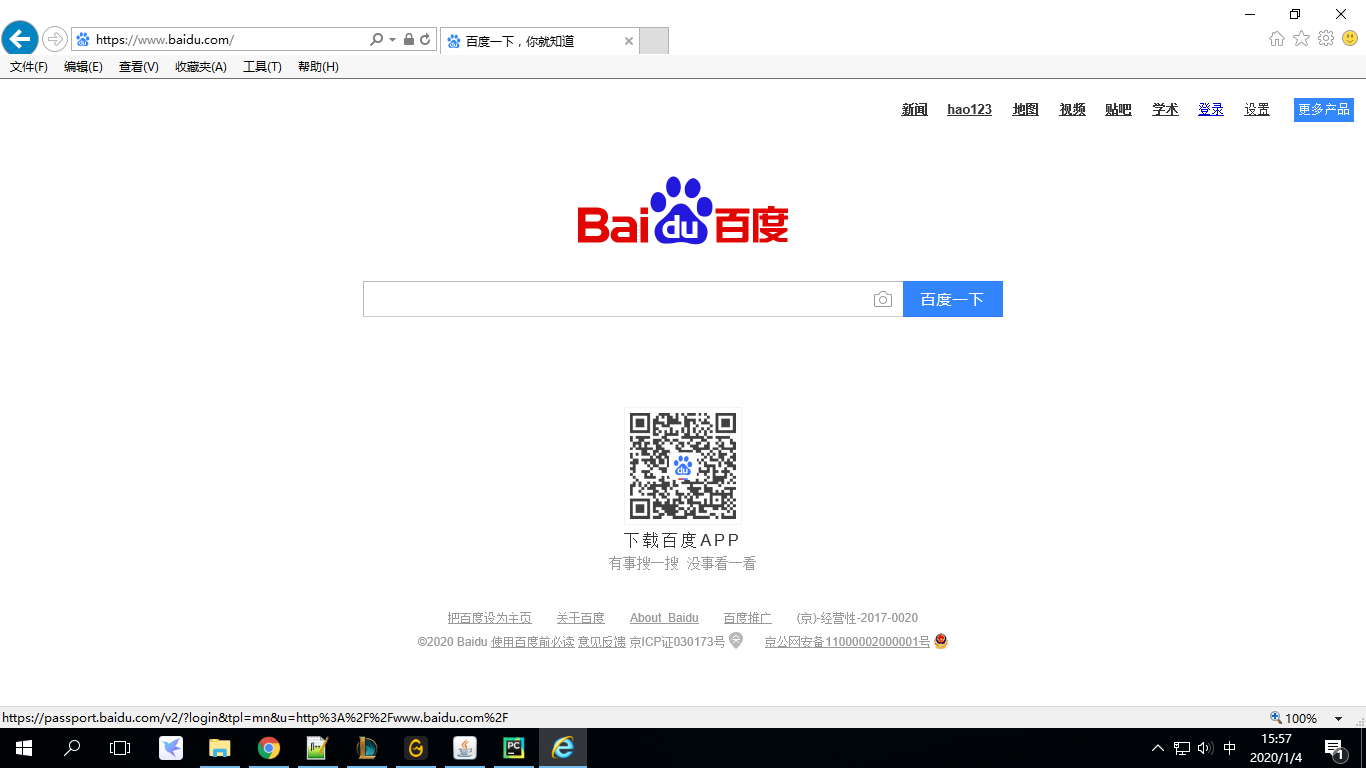 https://www.baidu.com/
百度一下，你就知道
文件(F) 编辑(E) 查看(V) 收藏夹(A) 工具(T) 帮助(H)
新闻 hao123 地图 视频 贴吧 学术 登录 设置 更多产品
Bai du 百度
百度一下
du
下载百度APP
有事搜一搜 没事看一看
把百度设为主页 关于百度 About Baidu 百度推广 (京)-经营性-2017-0020
©2020 Baidu 使用百度前必读 意见反馈 京ICP证030173号 京公网安备11000002000001号
https://passport.baidu.com/v2/?login&tpl=mn&u=http%3A%2F%2Fwww.baidu.com%2F
100%
PC
中
15:57
2020/1/4
1